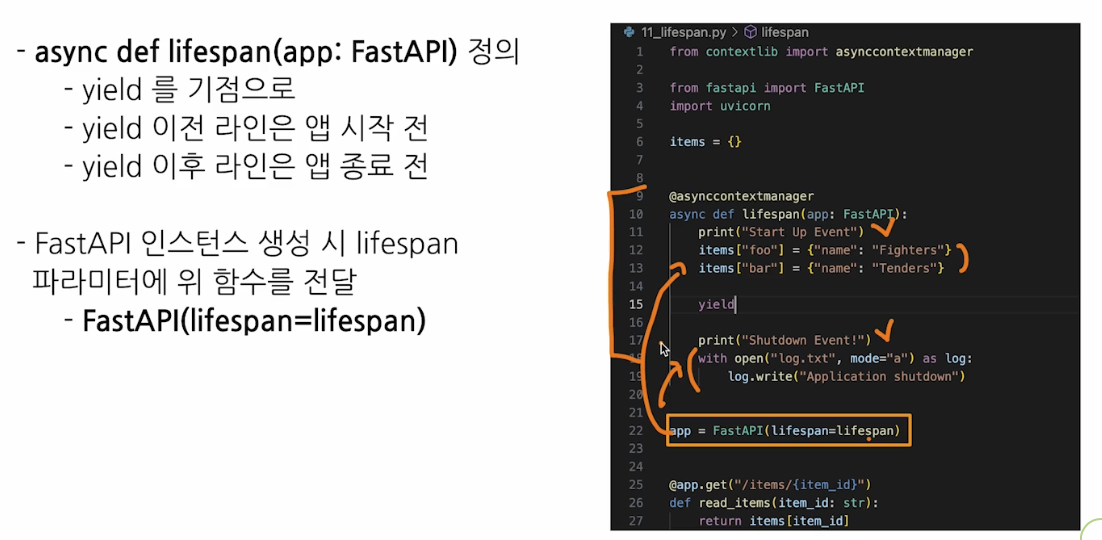 - async def lifespan(app: FastAPI) 정의
- yield 를 기점으로
- yield 이전 라인은 앱 시작 전
- yield 이후 라인은 앱 종료 전
- FastAPI 인스턴스 생성 시 lifespan
파라미터에 위 함수를 전달
- FastAPI(lifespan=lifespan)
11_lifespan.py > lifespan
1 from contextlib import asynccontextmanager
2
3 from fastapi import FastAPI
4 import uvicorn
5
6 items = {}
7
8
9 @asynccontextmanager
10 async def lifespan(app: FastAPI):
11 print("Start Up Event")
12 items["foo"] = {"name": "Fighters"}
13 items["bar"] = {"name": "Tenders"}
14
15 yield
16
17 print("Shutdown Event!")
18 with open("log.txt", mode="a") as log:
19 log.write("Application shutdown")
20
21
22 app = FastAPI(lifespan=lifespan)
23
24
25 @app.get("/items/{item_id}")
26 def read_items(item_id: str):
27 return items[item_id]